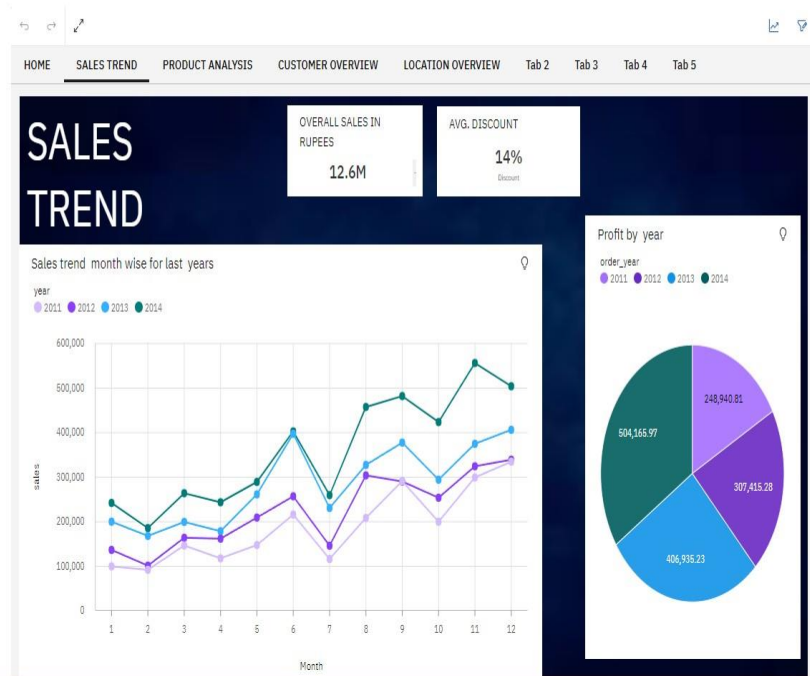 HOME SALES TREND PRODUCT ANALYSIS CUSTOMER OVERVIEW LOCATION OVERVIEW Tab 2 Tab 3 Tab 4 Tab 5
SALES
TREND
OVERALL SALES IN
RUPEES
12.6M
AVG. DISCOUNT
14%
Discount
Sales trend month wise for last years
year
2011 2012 2013 2014
600,000
500,000
400,000
300,000
200,000
100,000
0
sales
1 2 3 4 5 6 7 8 9 10 11 12
Month
Profit by year
order_year
2011 2012 2013 2014
248,940.81
504,165.97
307,415.28
406,935.23